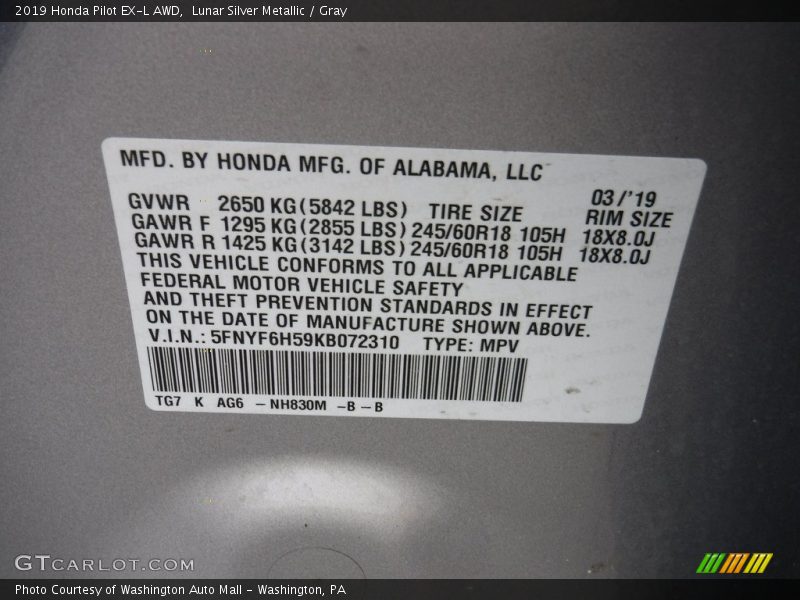 2019 Honda Pilot EX-L AWD,  Lunar Silver Metallic / Gray
MFD. BY HONDA MFG. OF ALABAMA, LLC
03/'19
GVWR 2650 KG(5842 LBS) TIRE SIZE RIM SIZE
GAWR F 1295 KG(2855 LBS) 245/60R18 105H 18X8.0J
GAWR R 1425 KG(3142 LBS) 245/60R18 105H 18X8.0J
THIS VEHICLE CONFORMS TO ALL APPLICABLE
FEDERAL MOTOR VEHICLE SAFETY
AND THEFT PREVENTION STANDARDS IN EFFECT
ON THE DATE OF MANUFACTURE SHOWN ABOVE.
V.I.N.: 5FNYF6H59KB072310 TYPE: MPV
TG7 K AG6 - NH830M - B - B
GTCARLOT.COM
Photo Courtesy of Washington Auto Mall - Washington, PA